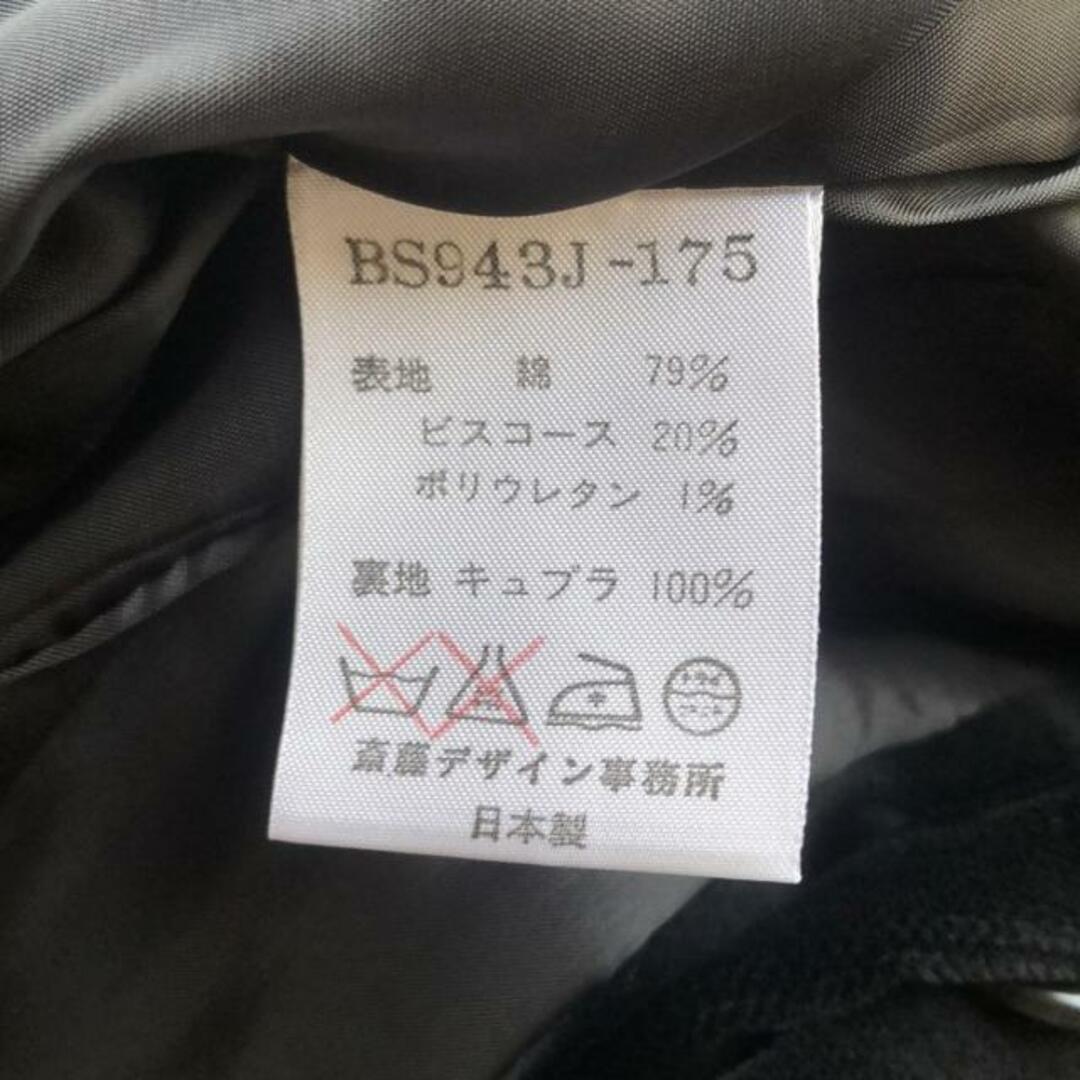 BS943J-175
表地 綿 79%
ビスコース 20%
ポリウレタン 1%
裏地 キュプラ 100%
斎藤デザイン事務所
日本製